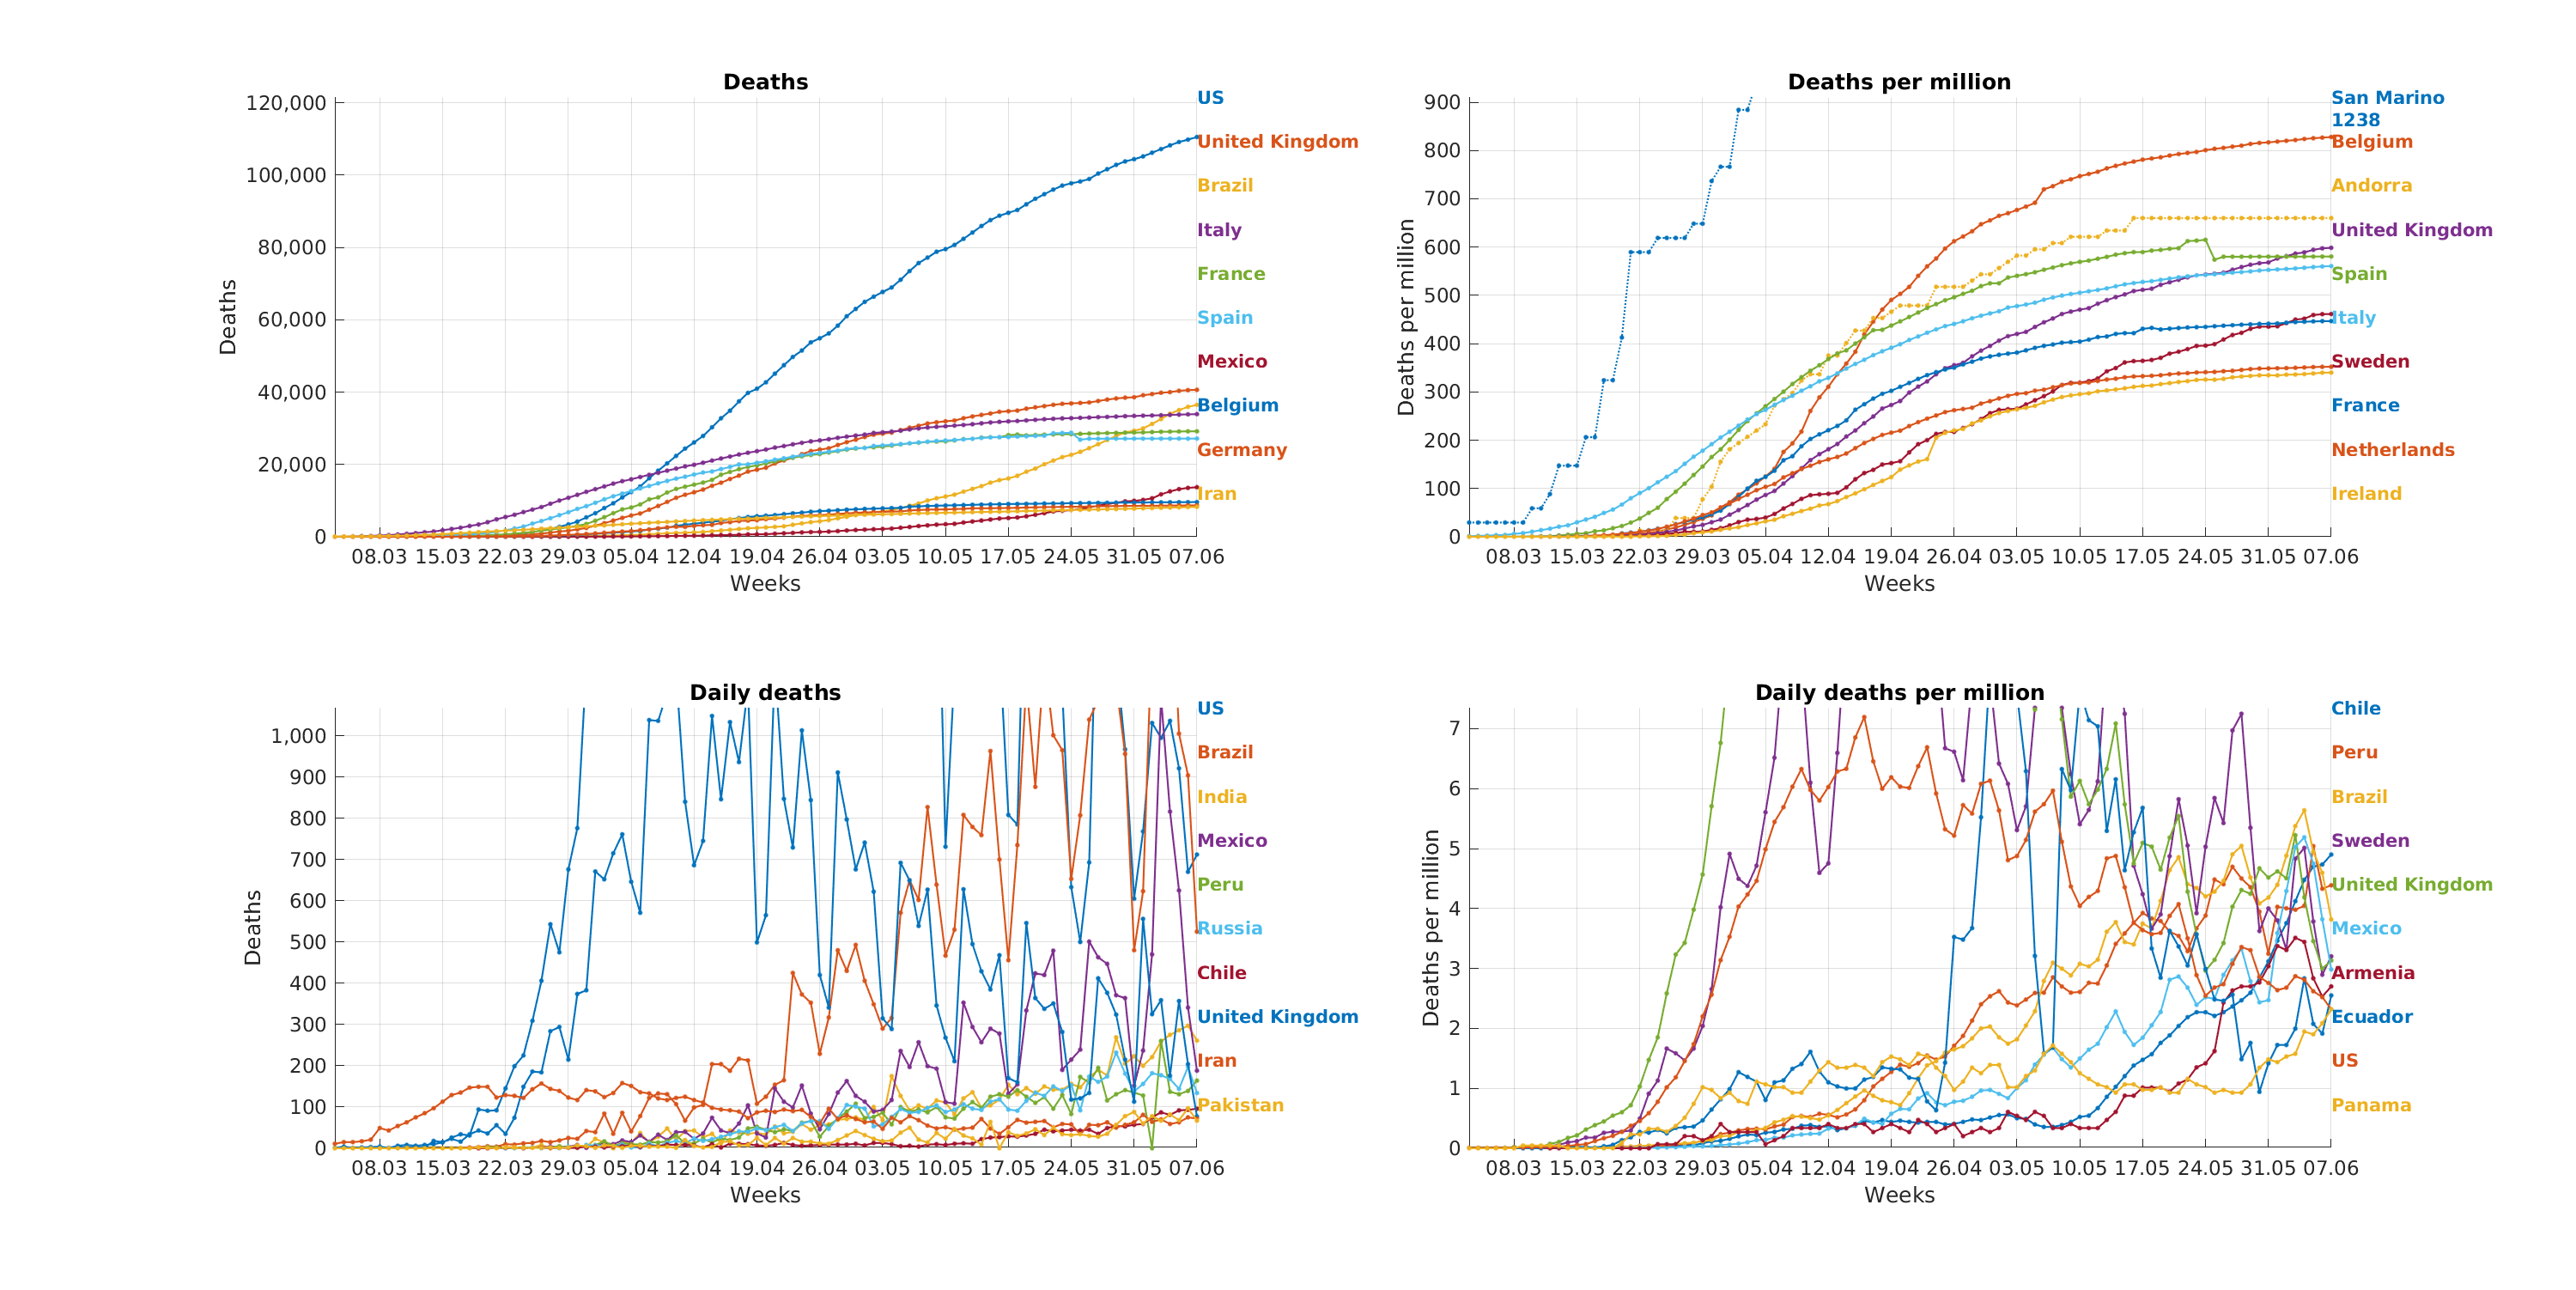 Deaths
120,000
100,000
80,000
60,000
40,000
20,000
0
Deaths
08.03 15.03 22.03 29.03 05.04 12.04 19.04 26.04 03.05 10.05 17.05 24.05 31.05 07.06
Weeks
US
United Kingdom
Brazil
Italy
France
Spain
Mexico
Belgium
Germany
Iran
Deaths per million
900
800
700
600
500
400
300
200
100
0
Deaths per million
08.03 15.03 22.03 29.03 05.04 12.04 19.04 26.04 03.05 10.05 17.05 24.05 31.05 07.06
Weeks
San Marino
1238
Belgium
Andorra
United Kingdom
Spain
Italy
Sweden
France
Netherlands
Ireland
Daily deaths
1,000
900
800
700
600
500
400
300
200
100
0
Deaths
08.03 15.03 22.03 29.03 05.04 12.04 19.04 26.04 03.05 10.05 17.05 24.05 31.05 07.06
Weeks
US
Brazil
India
Mexico
Peru
Russia
Chile
United Kingdom
Iran
Pakistan
Daily deaths per million
7
6
5
4
3
2
1
0
Deaths per million
08.03 15.03 22.03 29.03 05.04 12.04 19.04 26.04 03.05 10.05 17.05 24.05 31.05 07.06
Weeks
Chile
Peru
Brazil
Sweden
United Kingdom
Mexico
Armenia
Ecuador
US
Panama